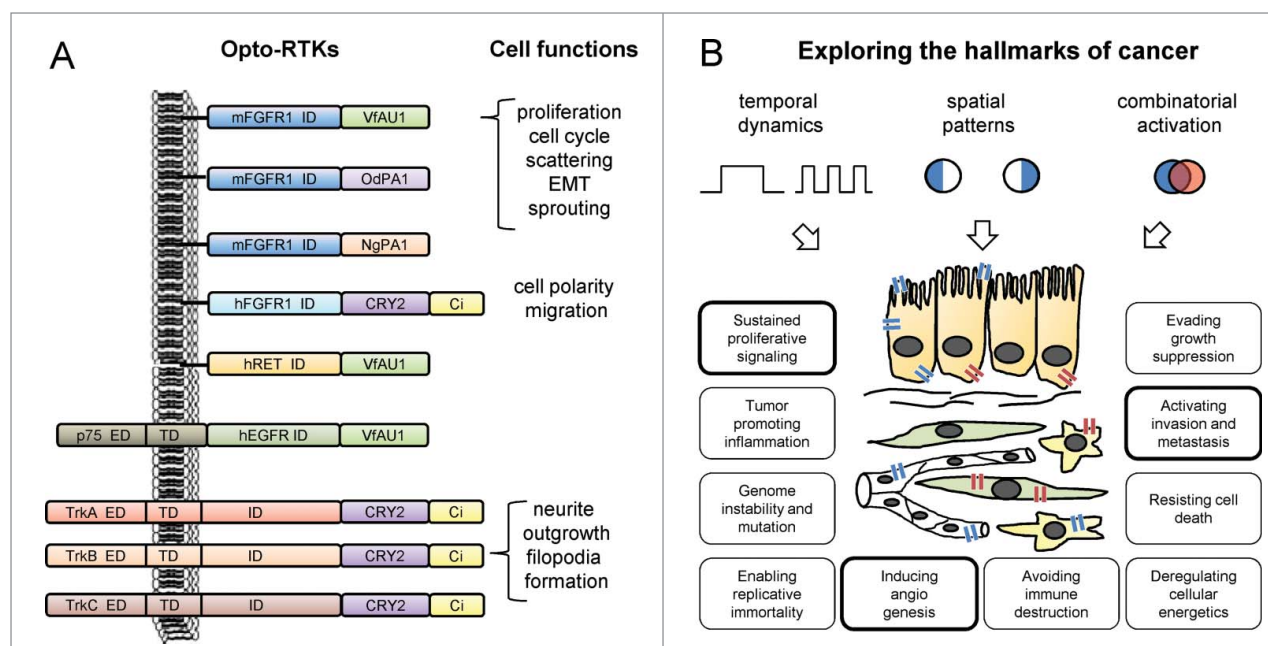 A
Opto-RTKs
Cell functions
mFGFR1 ID VfAU1
mFGFR1 ID OdPA1
mFGFR1 ID NgPA1
hFGFR1 ID CRY2 Ci
hRET ID VfAU1
p75 ED TD hEGFR ID VfAU1
TrkA ED TD ID CRY2 Ci
TrkB ED TD ID CRY2 Ci
TrkC ED TD ID CRY2 Ci
proliferation
cell cycle
scattering
EMT
sprouting
cell polarity
migration
neurite
outgrowth
filopodia
formation
B
Exploring the hallmarks of cancer
temporal
dynamics
spatial
patterns
combinatorial
activation
Sustained
proliferative
signaling
Tumor
promoting
inflammation
Genome
instability and
mutation
Enabling
replicative
immortality
Inducing
angio
genesis
Avoiding
immune
destruction
Evading
growth
suppression
Activating
invasion and
metastasis
Resisting cell
death
Deregulating
cellular
energetics